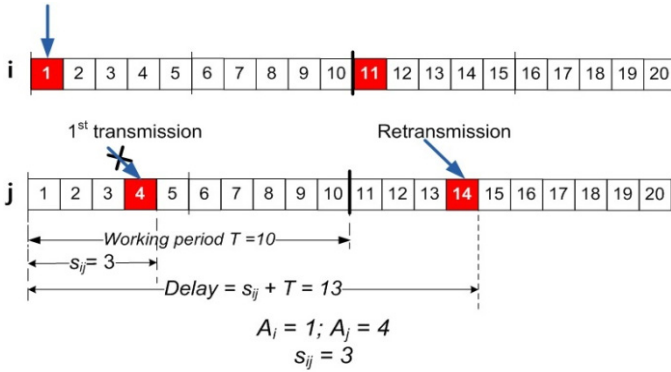 i 1 2 3 4 5 6 7 8 9 10 11 12 13 14 15 16 17 18 19 20
1st transmission Retransmission
j 1 2 3 4 5 6 7 8 9 10 11 12 13 14 15 16 17 18 19 20
Working period T =10
sij= 3
Delay = sij + T = 13
Ai = 1; Aj = 4
sij = 3